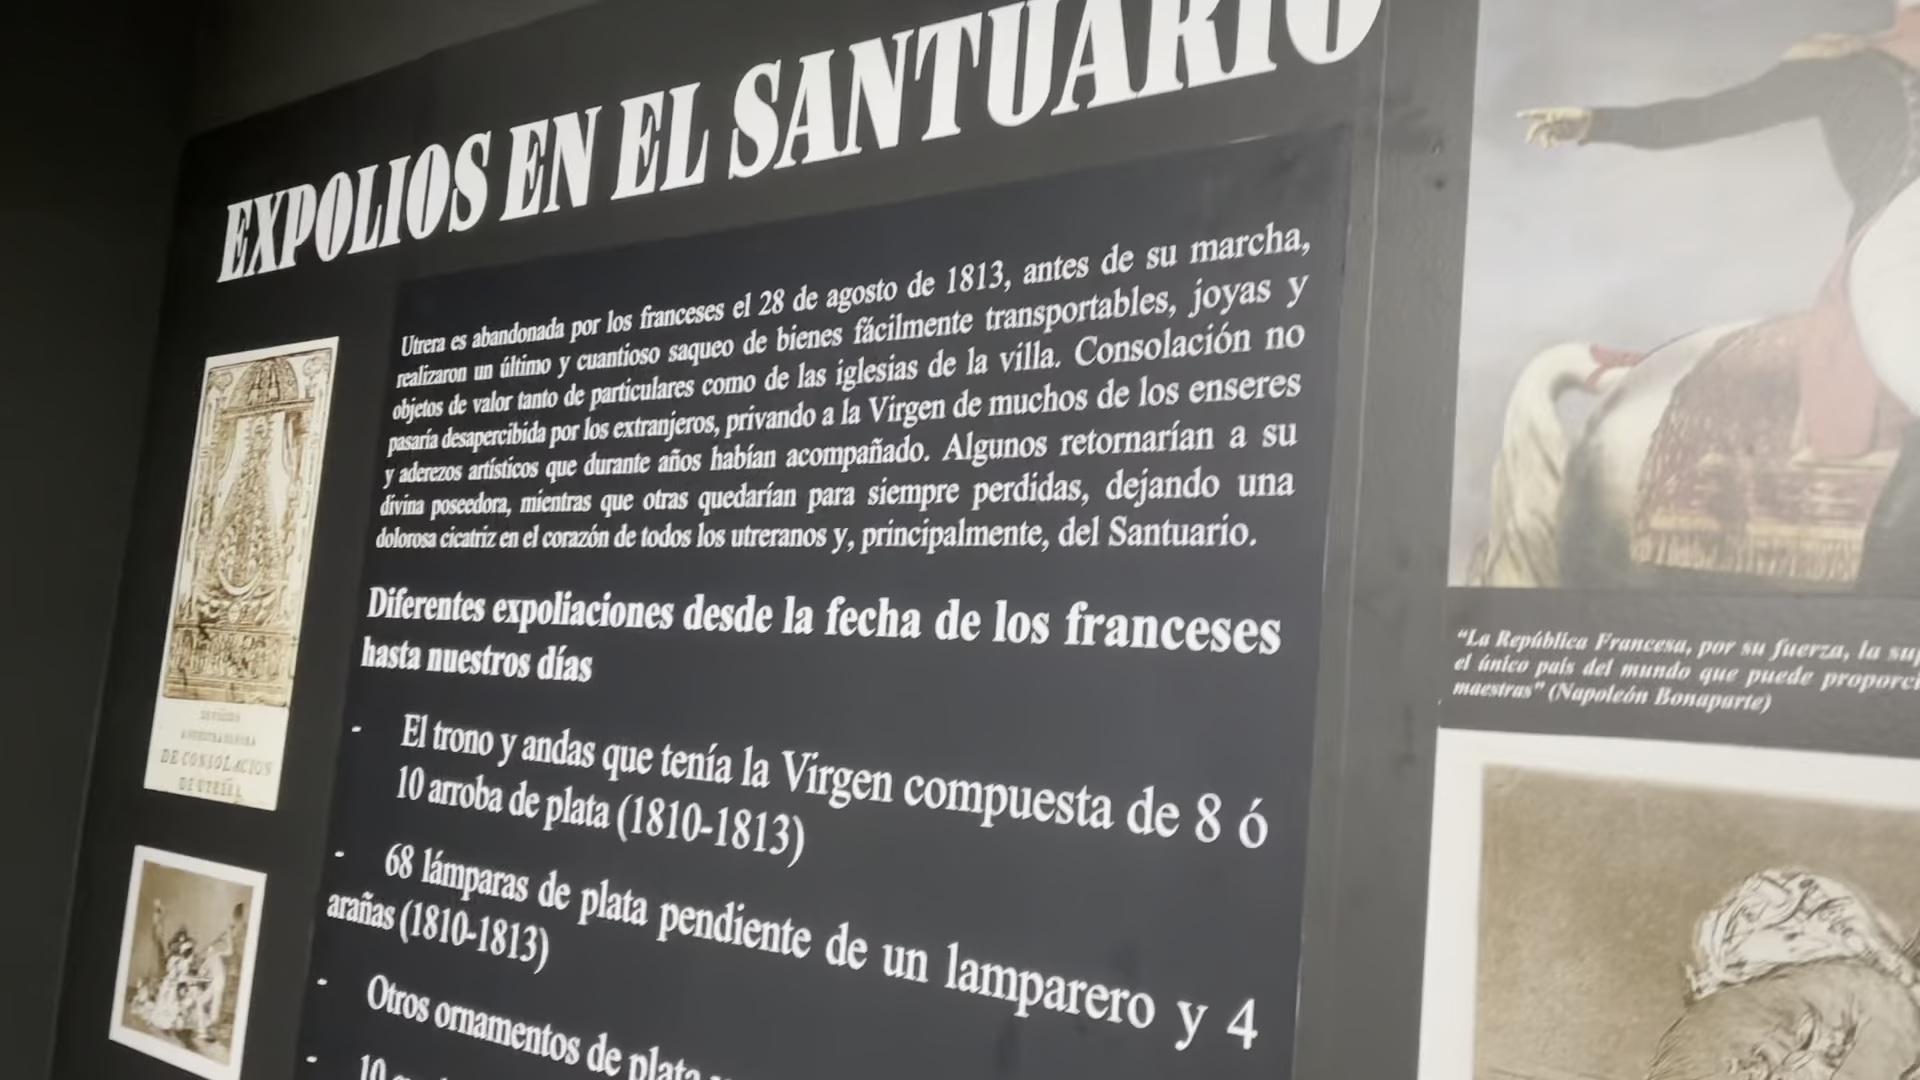 EXPOLIOS EN EL SANTUARIO
Utrera es abandonada por los franceses el 28 de agosto de 1813, antes de su marcha,
realizaron un último y cuantioso saqueo de bienes fácilmente transportables, joyas y
objetos de valor tanto de particulares como de las iglesias de la villa. Consolación no
pasaría desapercibida por los extranjeros, privando a la Virgen de muchos de los enseres
y aderezos artísticos que durante años habían acompañado. Algunos retornarían a su
divina poseedora, mientras que otras quedarían para siempre perdidas, dejando una
dolorosa cicatriz en el corazón de todos los utreranos y, principalmente, del Santuario.
Diferentes expoliaciones desde la fecha de los franceses
hasta nuestros días
- El trono y andas que tenía la Virgen compuesta de 8 ó
10 arroba de plata (1810-1813)
- 68 lámparas de plata pendiente de un lamparero y 4
arañas (1810-1813)
- Otros ornamentos de plata
- 10
DE CONSOLACION
DE UTRERA
“La República Francesa, por su fuerza, la
el único país del mundo que puede
maestras” (Napoleón Bonaparte)